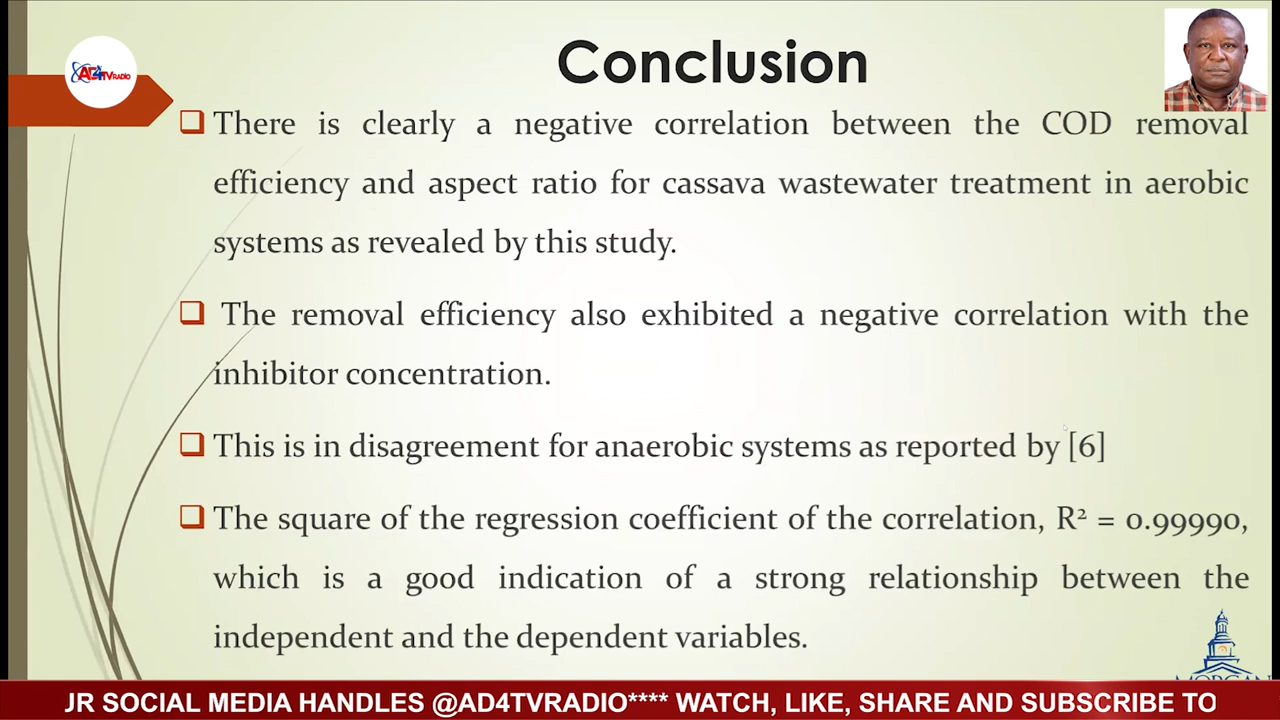 Conclusion
AD4TVRADIO
There is clearly a negative correlation between the COD removal
efficiency and aspect ratio for cassava wastewater treatment in aerobic
systems as revealed by this study.
The removal efficiency also exhibited a negative correlation with the
inhibitor concentration.
This is in disagreement for anaerobic systems as reported by [6]
The square of the regression coefficient of the correlation, R² = 0.99990,
which is a good indication of a strong relationship between the
independent and the dependent variables.
MORGAN
JR SOCIAL MEDIA HANDLES @AD4TVRADIO**** WATCH, LIKE, SHARE AND SUBSCRIBE TO